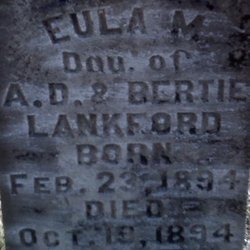 EULA M.
Dau. of
A.D. & BERTIE
LANKFORD
BORN
FEB. 23, 1894
DIED
OCT. 19, 1894